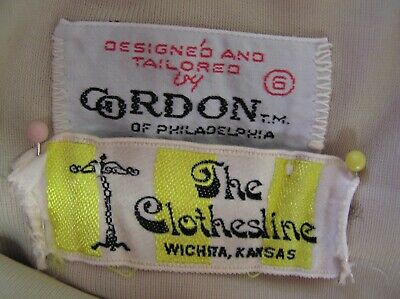 DESIGNED AND
TAILORED
by 6
GORDON T.M.
OF PHILADELPHIA
The
Clothesline
WICHITA, KANSAS